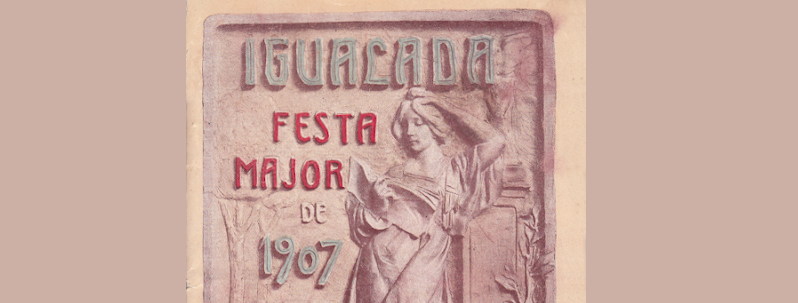 IGUALADA
FESTA
MAJOR
DE
1907